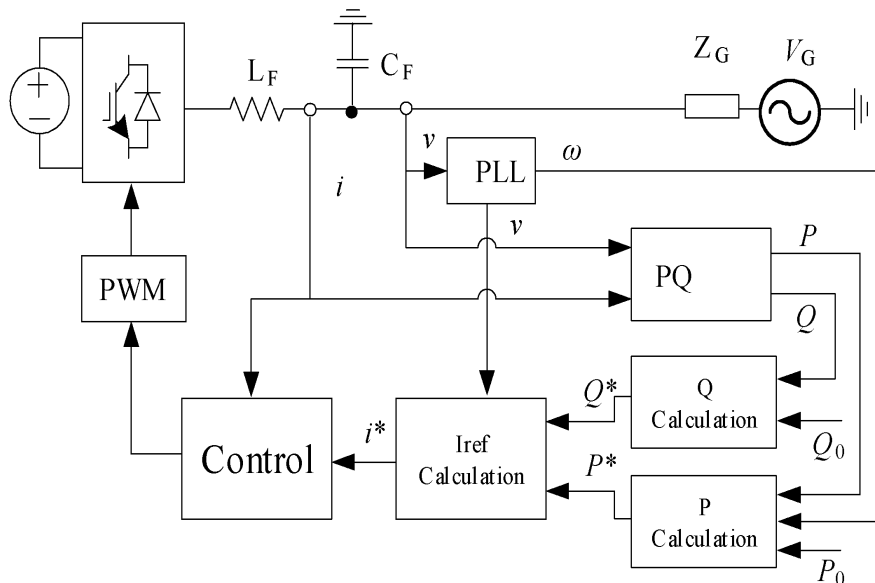 Z_G
V_G
L_F
C_F
+
−
v
PLL
ω
i
v
P
PQ
PWM
Q
Q*
Q
Calculation
i*
Iref
Calculation
Control
Q_0
P*
P
Calculation
P_0